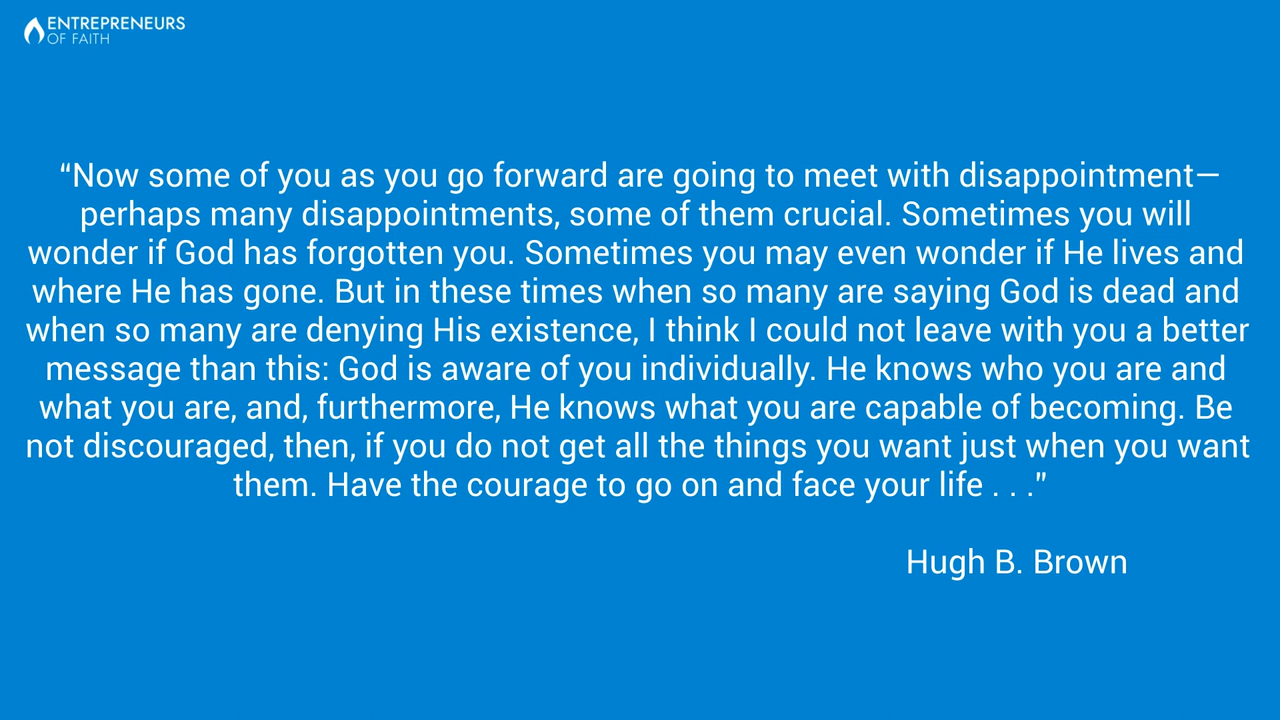 ENTREPRENEURS
OF FAITH
“Now some of you as you go forward are going to meet with disappointment—
perhaps many disappointments, some of them crucial. Sometimes you will
wonder if God has forgotten you. Sometimes you may even wonder if He lives and
where He has gone. But in these times when so many are saying God is dead and
when so many are denying His existence, I think I could not leave with you a better
message than this: God is aware of you individually. He knows who you are and
what you are, and, furthermore, He knows what you are capable of becoming. Be
not discouraged, then, if you do not get all the things you want just when you want
them. Have the courage to go on and face your life . . ."
Hugh B. Brown